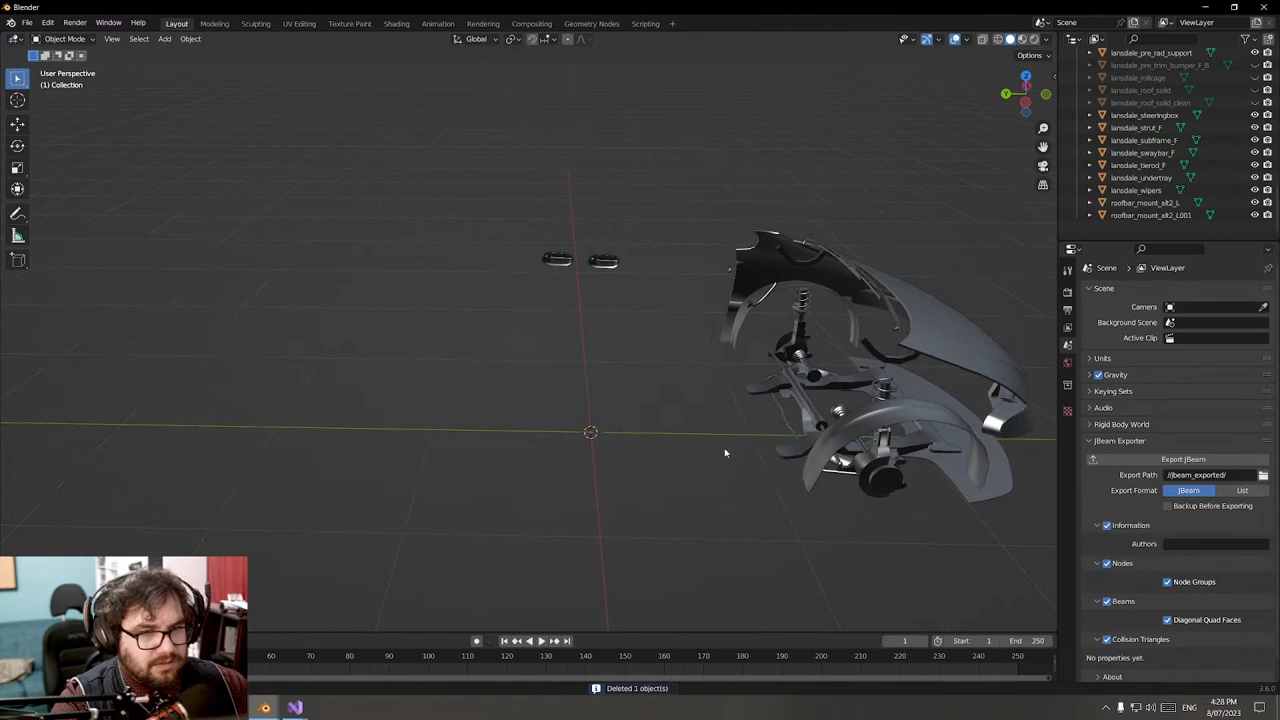 Blender
File Edit Render Window Help
Layout Modeling Sculpting UV Editing Texture Paint Shading Animation Rendering Compositing Geometry Nodes Scripting +
Scene
ViewLayer
Object Mode
View Select Add Object
Global
Options
User Perspective
(1) Collection
Z
Y
lansdale_pre_rad_support
lansdale_pre_trim_bumper_F_B
lansdale_rollcage
lansdale_roof_solid
lansdale_roof_solid_clean
lansdale_steeringbox
lansdale_strut_F
lansdale_subframe_F
lansdale_swaybar_F
lansdale_tierod_F
lansdale_undertray
lansdale_wipers
roofbar_mount_alt2_L
roofbar_mount_alt2_L001
Scene > ViewLayer
Scene
Camera
Background Scene
Active Clip
Units
Gravity
Keying Sets
Audio
Rigid Body World
JBeam Exporter
Export JBeam
Export Path //jbeam_exported/
Export Format JBeam List
Backup Before Exporting
Information
Authors
Nodes
Node Groups
Beams
Diagonal Quad Faces
Collision Triangles
No properties yet.
About
1 Start 1 End 250
60 70 80 90 100 110 120 130 140 150 160 170 180 190 200 210 220 230 240 250
Deleted 1 object(s)
3.6.0
ENG
4:28 PM
8/07/2023